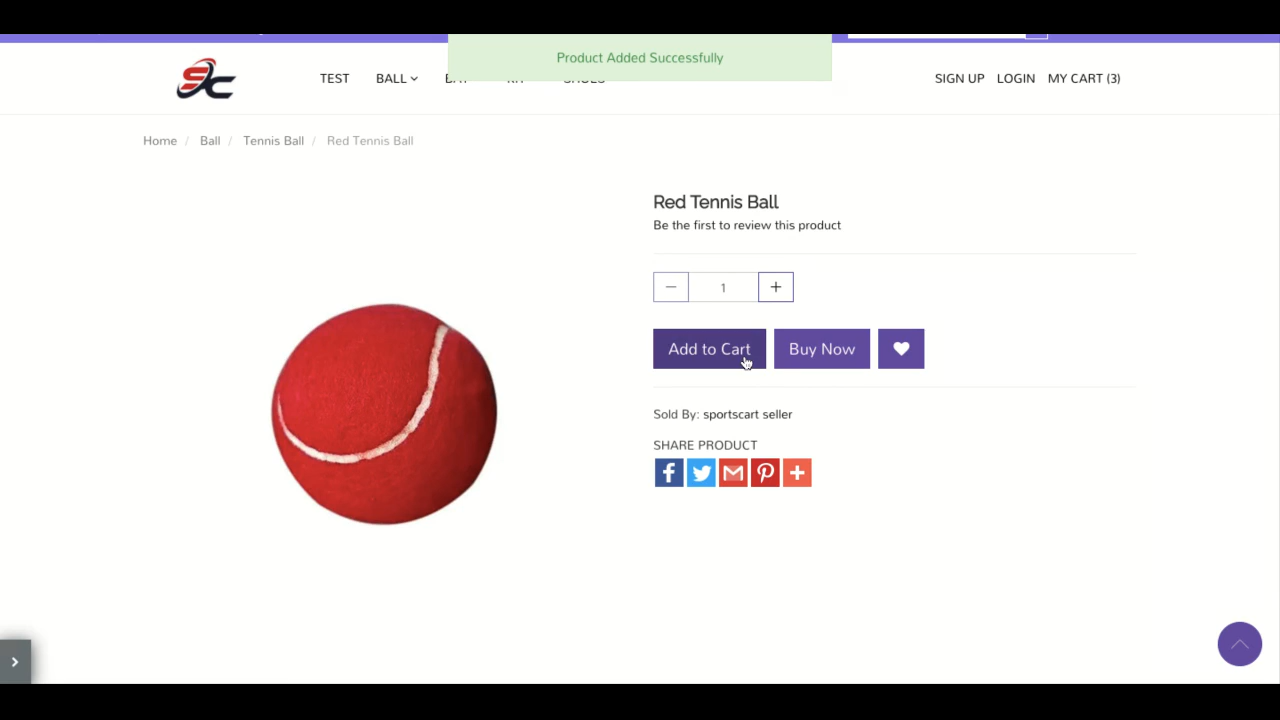 Product Added Successfully
SC
TEST BALL SHOES SIGN UP LOGIN MY CART (3)
Home / Ball / Tennis Ball / Red Tennis Ball
Red Tennis Ball
Be the first to review this product
− 1 +
Add to Cart Buy Now
Sold By: sportscart seller
SHARE PRODUCT